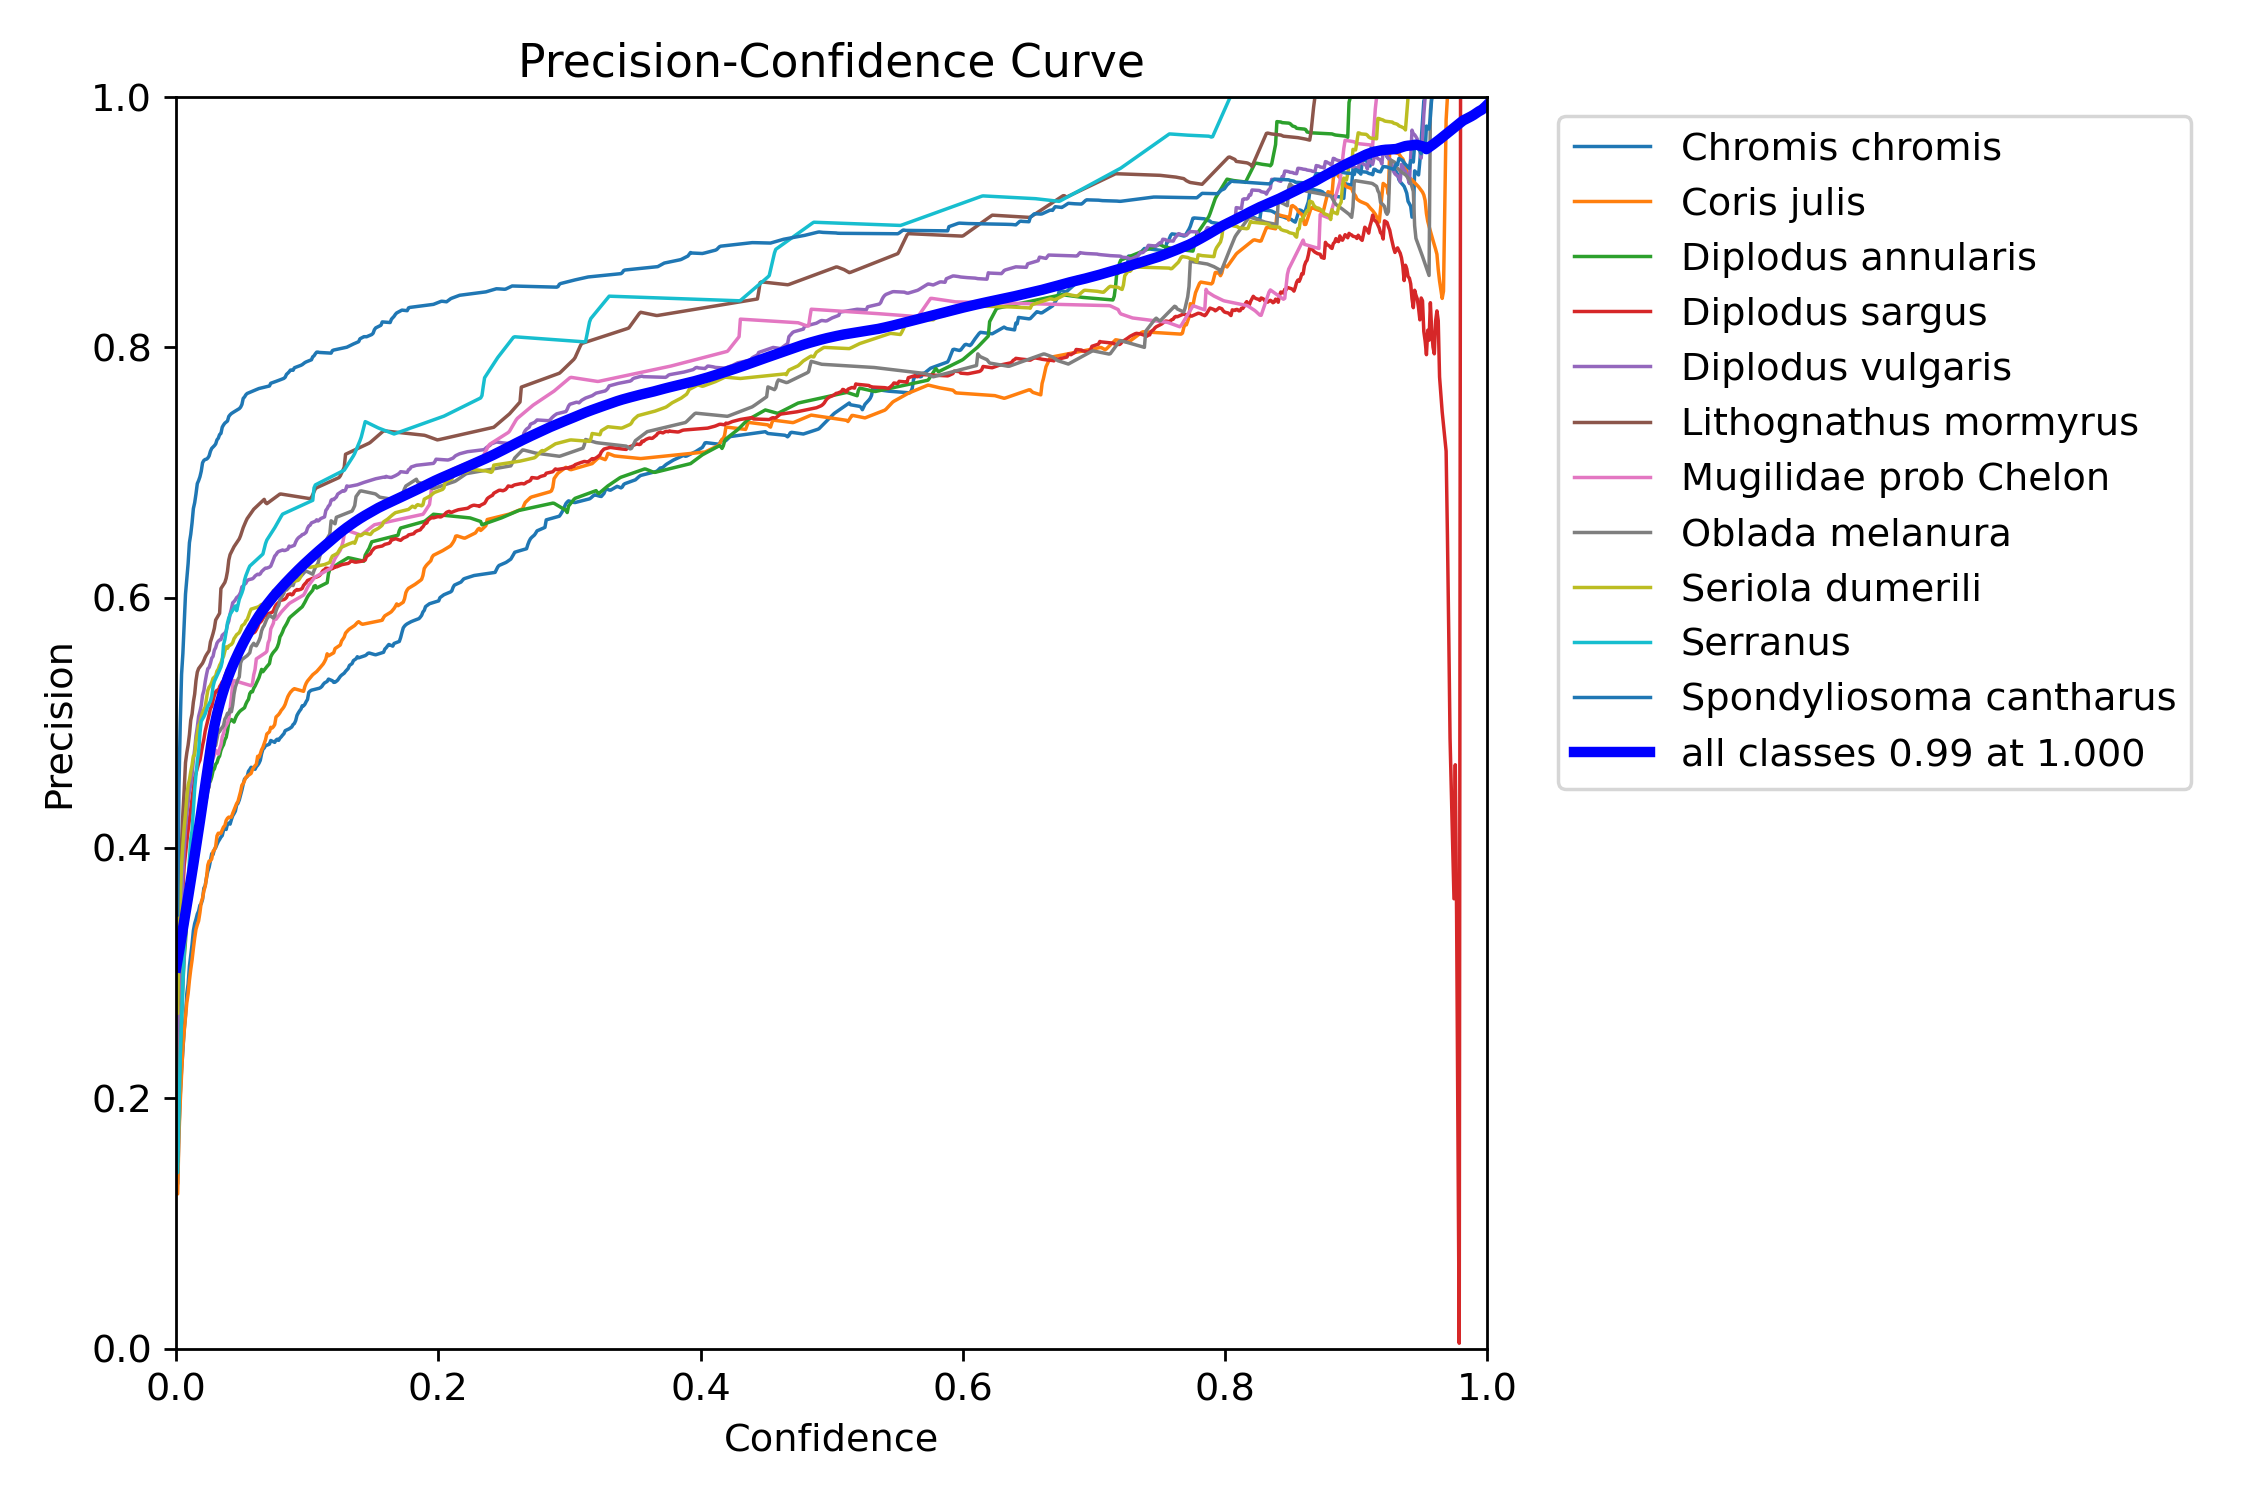 Precision-Confidence Curve
1.0
0.8
0.6
0.4
0.2
0.0
Precision
0.0 0.2 0.4 0.6 0.8 1.0
Confidence
Chromis chromis
Coris julis
Diplodus annularis
Diplodus sargus
Diplodus vulgaris
Lithognathus mormyrus
Mugilidae prob Chelon
Oblada melanura
Seriola dumerili
Serranus
Spondyliosoma cantharus
all classes 0.99 at 1.000